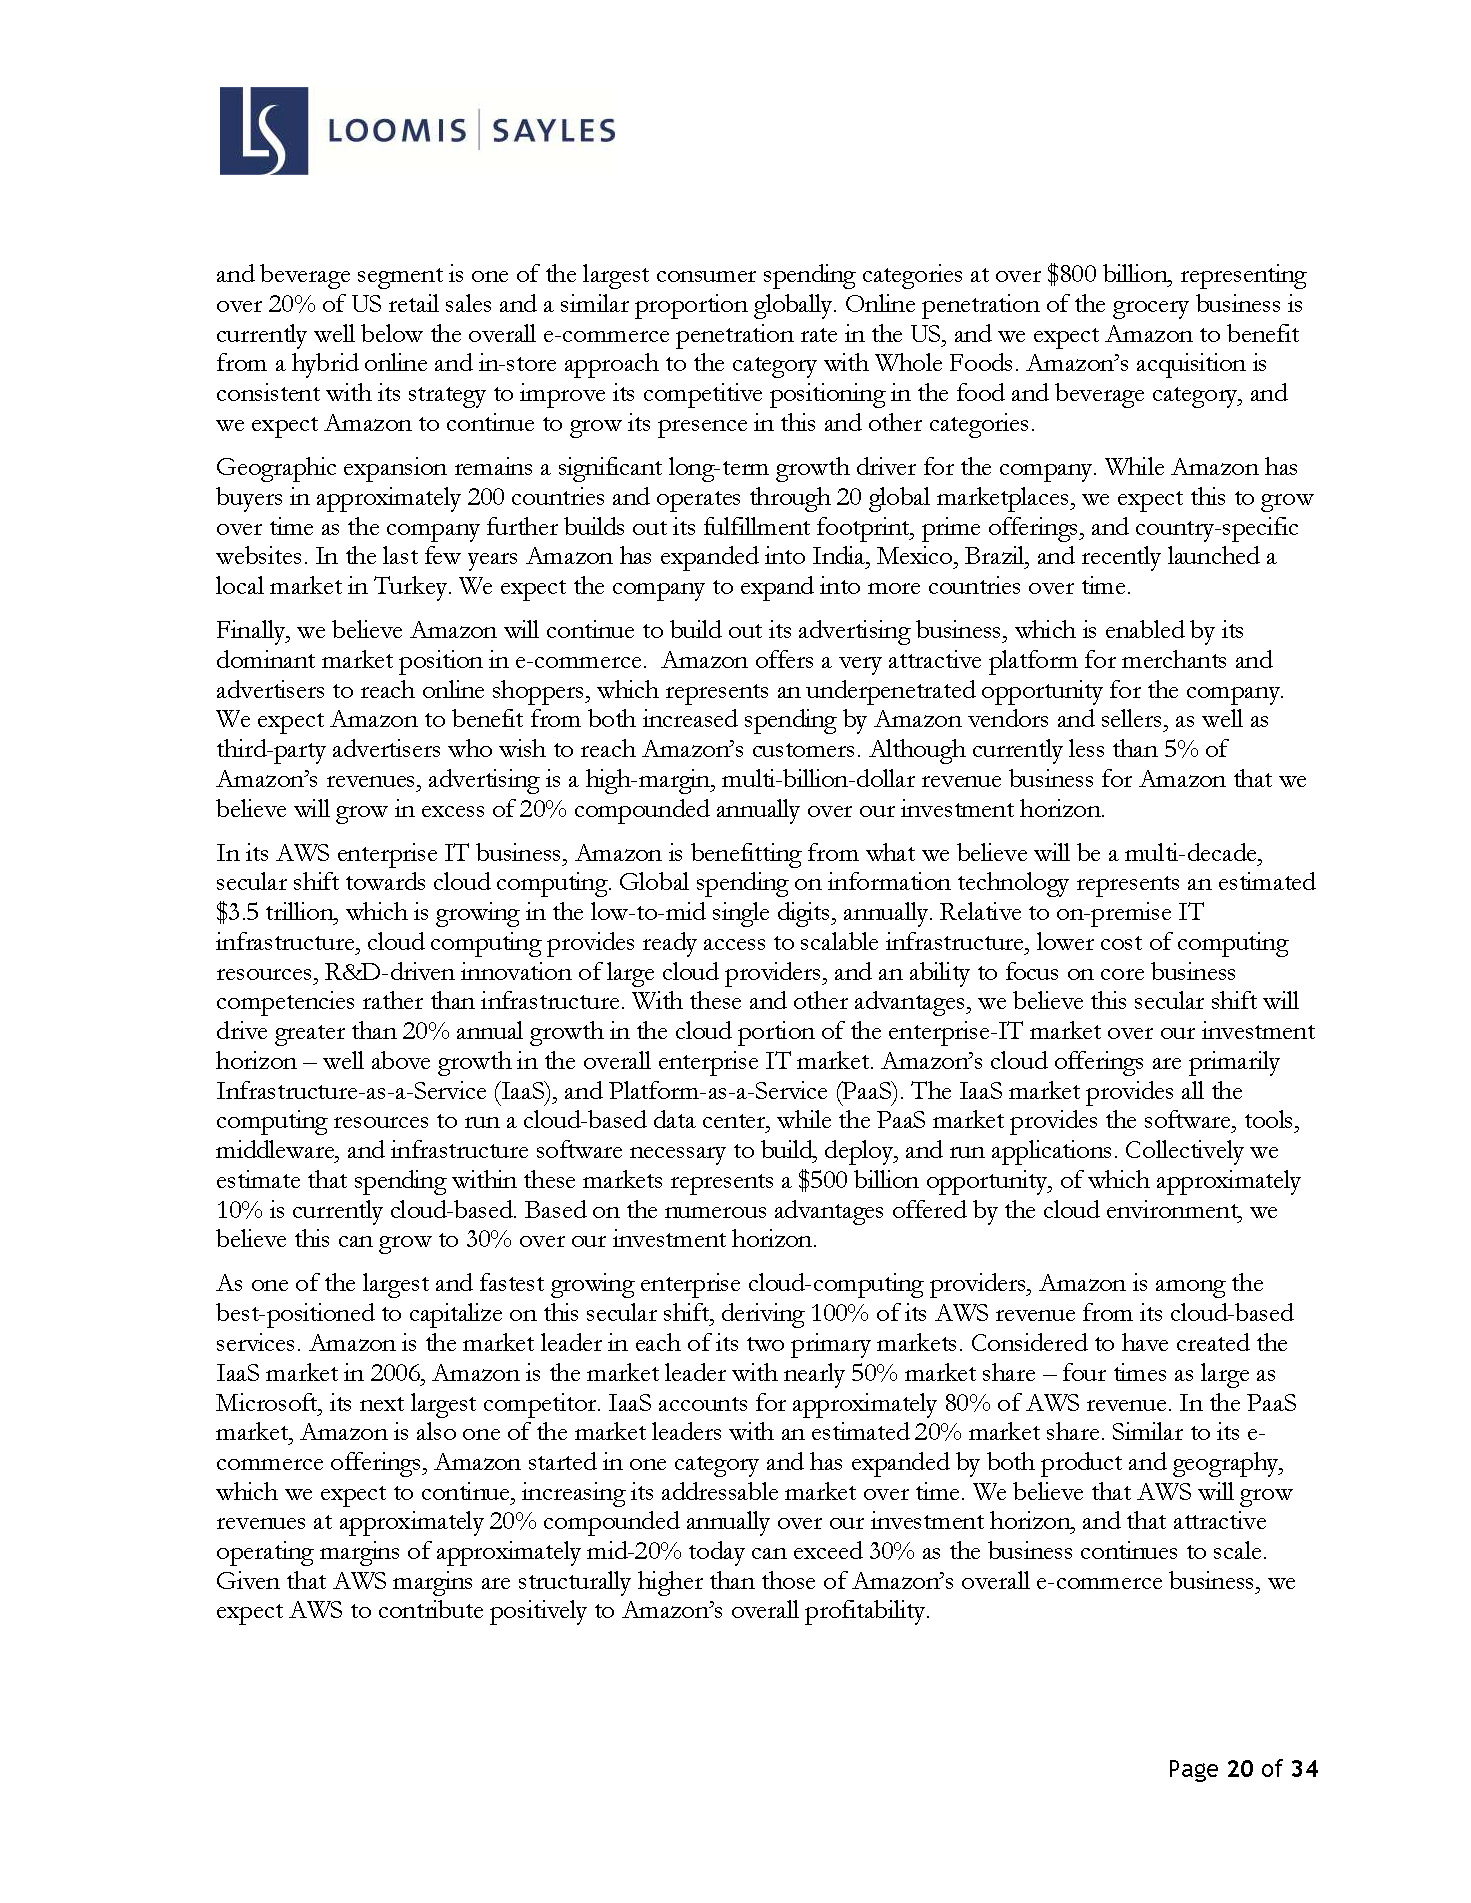 LS LOOMIS | SAYLES
and beverage segment is one of the largest consumer spending categories at over $800 billion, representing
over 20% of US retail sales and a similar proportion globally. Online penetration of the grocery business is
currently well below the overall e-commerce penetration rate in the US, and we expect Amazon to benefit
from a hybrid online and in-store approach to the category with Whole Foods. Amazon’s acquisition is
consistent with its strategy to improve its competitive positioning in the food and beverage category, and
we expect Amazon to continue to grow its presence in this and other categories.
Geographic expansion remains a significant long-term growth driver for the company. While Amazon has
buyers in approximately 200 countries and operates through 20 global marketplaces, we expect this to grow
over time as the company further builds out its fulfillment footprint, prime offerings, and country-specific
websites. In the last few years Amazon has expanded into India, Mexico, Brazil, and recently launched a
local market in Turkey. We expect the company to expand into more countries over time.
Finally, we believe Amazon will continue to build out its advertising business, which is enabled by its
dominant market position in e-commerce.  Amazon offers a very attractive platform for merchants and
advertisers to reach online shoppers, which represents an underpenetrated opportunity for the company.
We expect Amazon to benefit from both increased spending by Amazon vendors and sellers, as well as
third-party advertisers who wish to reach Amazon’s customers. Although currently less than 5% of
Amazon’s revenues, advertising is a high-margin, multi-billion-dollar revenue business for Amazon that we
believe will grow in excess of 20% compounded annually over our investment horizon.
In its AWS enterprise IT business, Amazon is benefitting from what we believe will be a multi-decade,
secular shift towards cloud computing. Global spending on information technology represents an estimated
$3.5 trillion, which is growing in the low-to-mid single digits, annually. Relative to on-premise IT
infrastructure, cloud computing provides ready access to scalable infrastructure, lower cost of computing
resources, R&D-driven innovation of large cloud providers, and an ability to focus on core business
competencies rather than infrastructure. With these and other advantages, we believe this secular shift will
drive greater than 20% annual growth in the cloud portion of the enterprise-IT market over our investment
horizon – well above growth in the overall enterprise IT market. Amazon’s cloud offerings are primarily
Infrastructure-as-a-Service (IaaS), and Platform-as-a-Service (PaaS). The IaaS market provides all the
computing resources to run a cloud-based data center, while the PaaS market provides the software, tools,
middleware, and infrastructure software necessary to build, deploy, and run applications. Collectively we
estimate that spending within these markets represents a $500 billion opportunity, of which approximately
10% is currently cloud-based. Based on the numerous advantages offered by the cloud environment, we
believe this can grow to 30% over our investment horizon.
As one of the largest and fastest growing enterprise cloud-computing providers, Amazon is among the
best-positioned to capitalize on this secular shift, deriving 100% of its AWS revenue from its cloud-based
services. Amazon is the market leader in each of its two primary markets. Considered to have created the
IaaS market in 2006, Amazon is the market leader with nearly 50% market share – four times as large as
Microsoft, its next largest competitor. IaaS accounts for approximately 80% of AWS revenue. In the PaaS
market, Amazon is also one of the market leaders with an estimated 20% market share. Similar to its e-
commerce offerings, Amazon started in one category and has expanded by both product and geography,
which we expect to continue, increasing its addressable market over time. We believe that AWS will grow
revenues at approximately 20% compounded annually over our investment horizon, and that attractive
operating margins of approximately mid-20% today can exceed 30% as the business continues to scale.
Given that AWS margins are structurally higher than those of Amazon’s overall e-commerce business, we
expect AWS to contribute positively to Amazon’s overall profitability.
Page 20 of 34